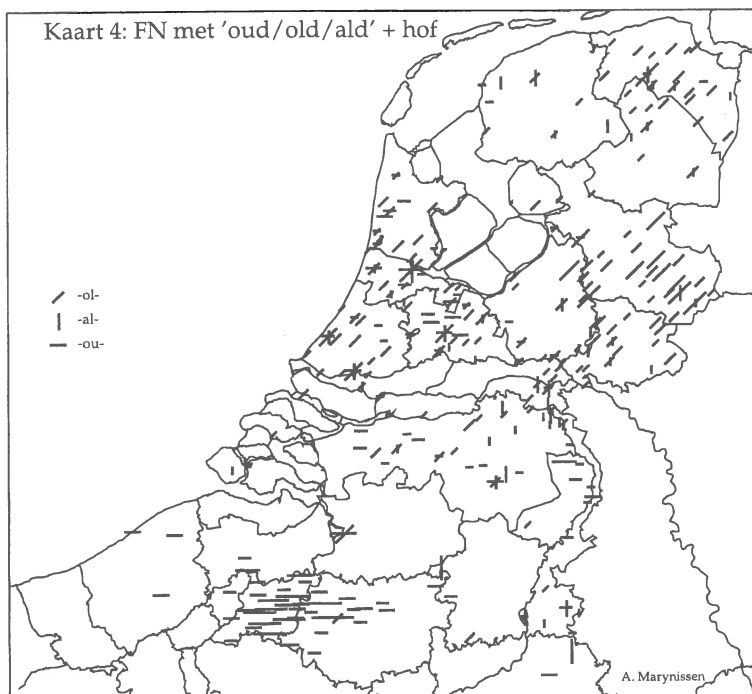 Kaart 4: FN met 'oud/old/ald' + hof
-ol-
-al-
-ou-
A. Marynissen